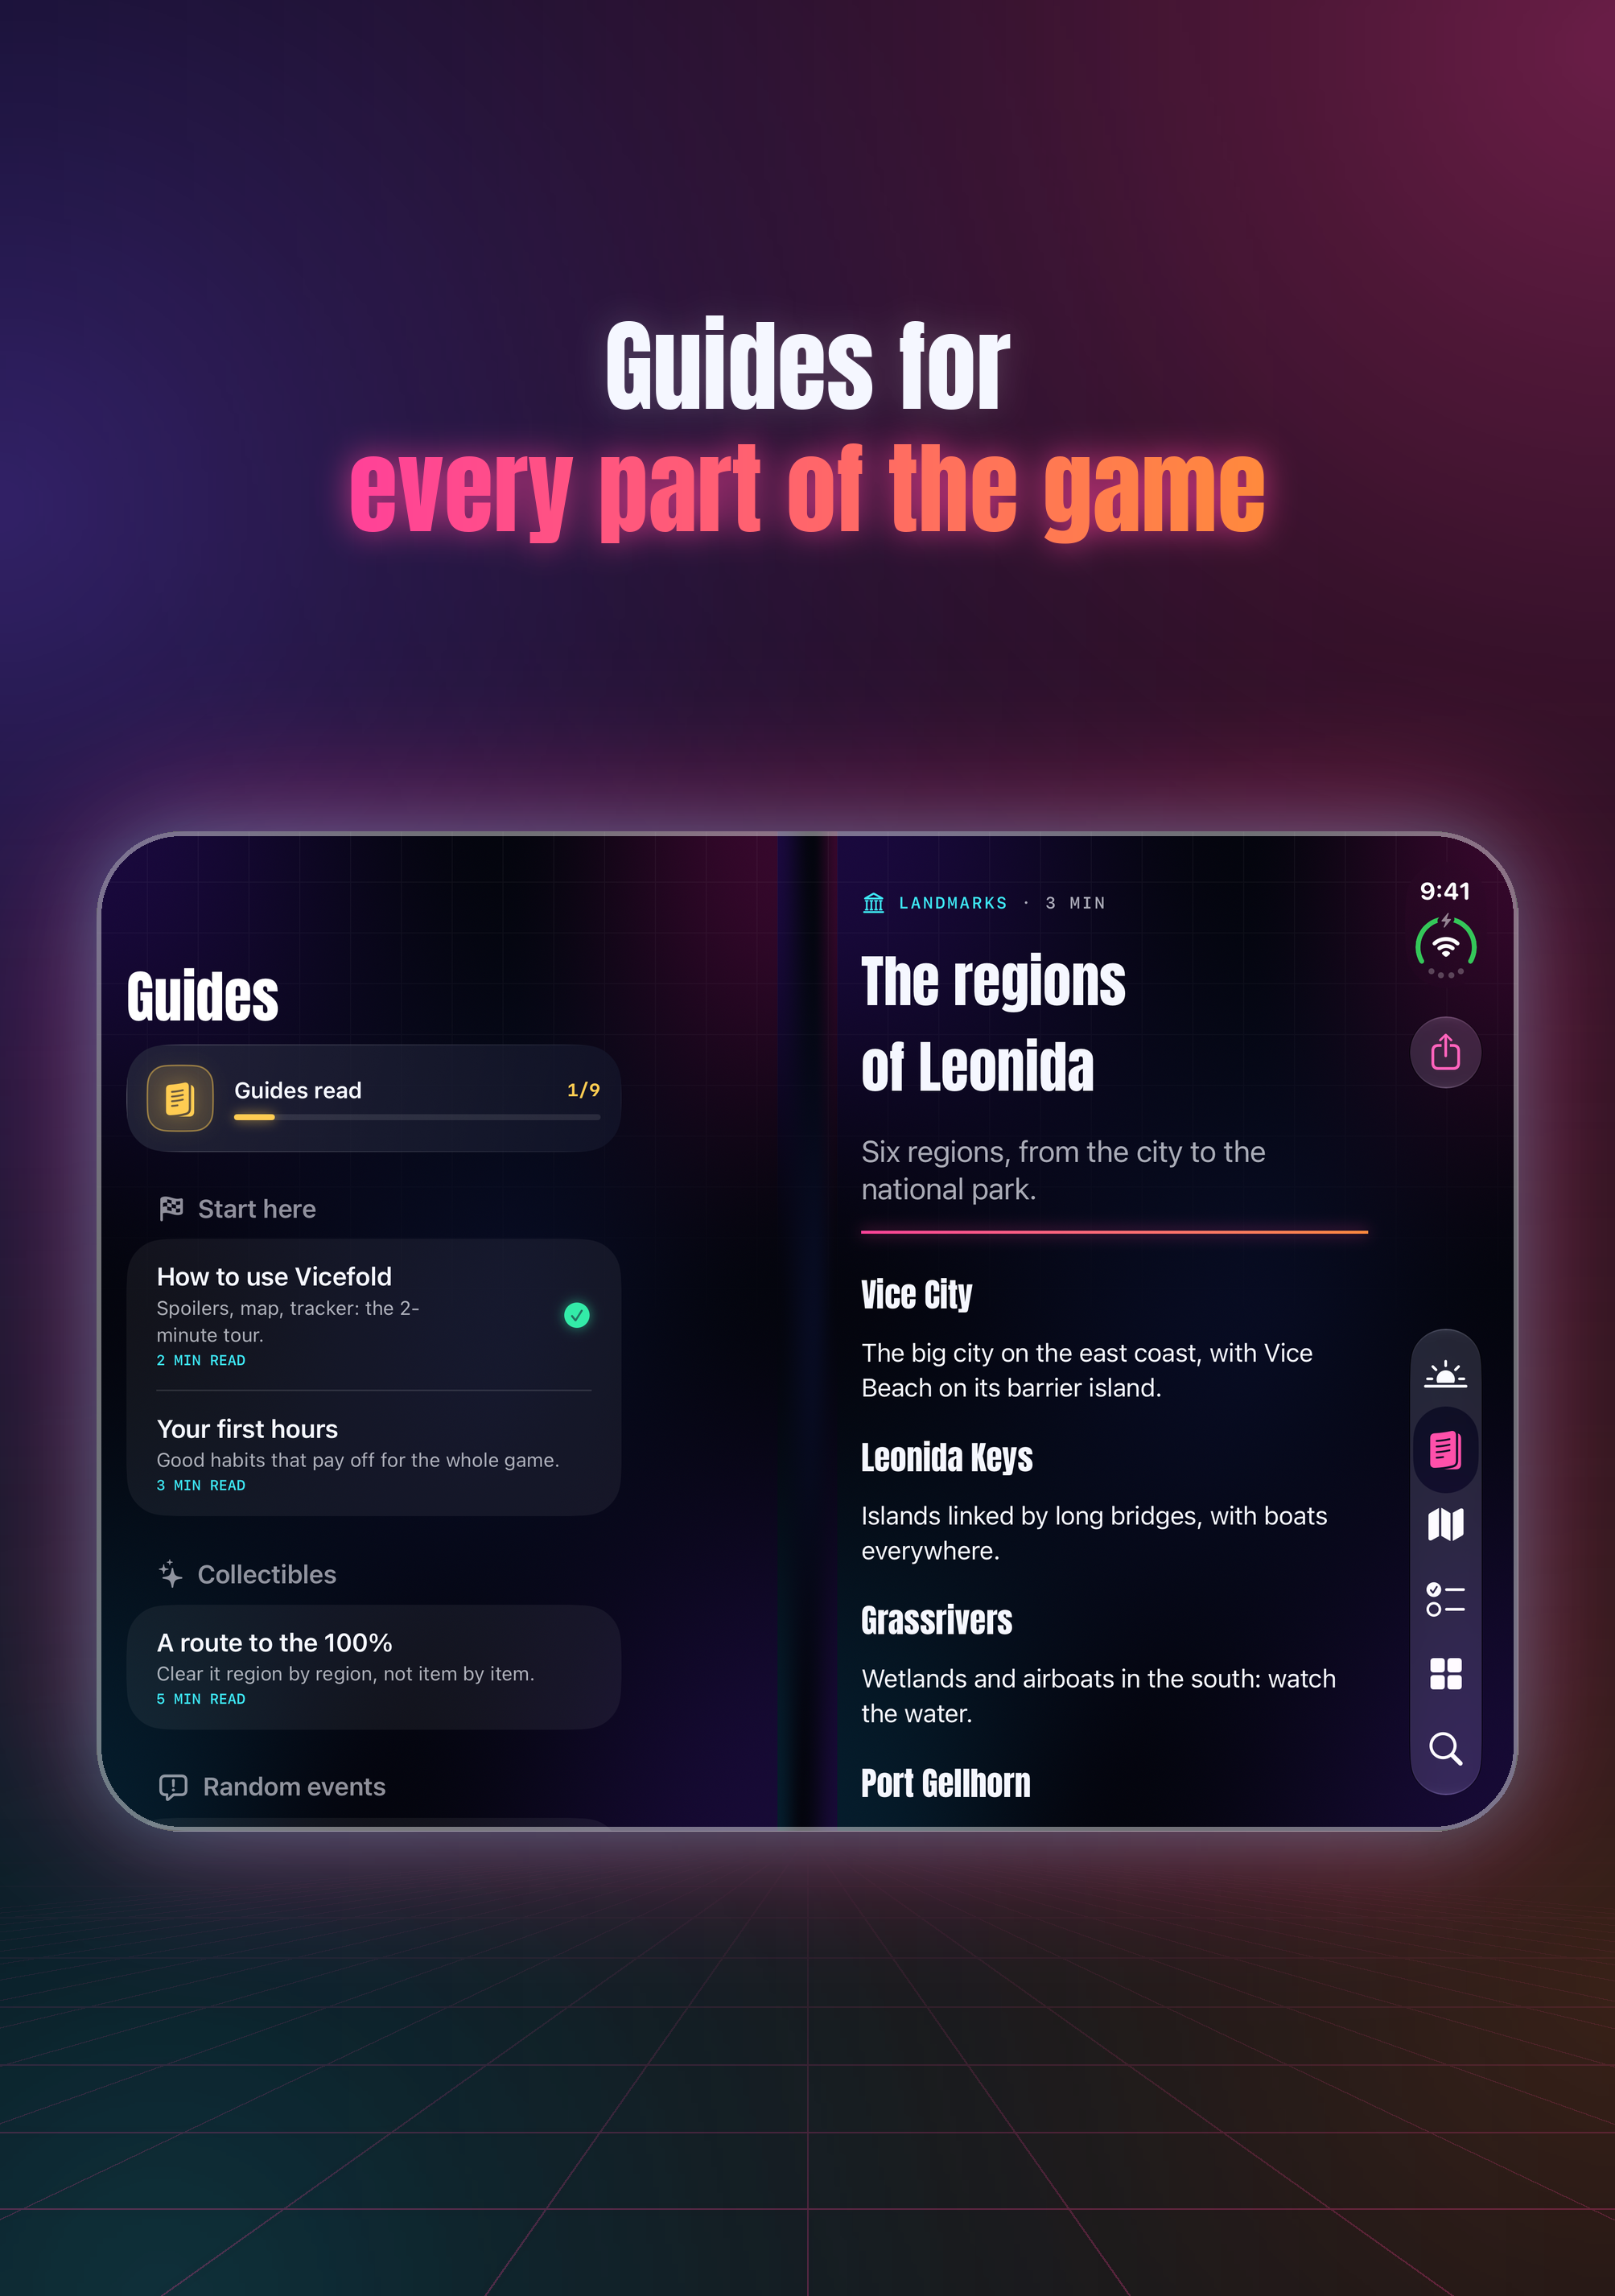 Guides for
every part of the game
Guides
Guides read
1/9
Start here
How to use Vicefold
Spoilers, map, tracker: the 2-
minute tour.
2 MIN READ
Your first hours
Good habits that pay off for the whole game.
3 MIN READ
Collectibles
A route to the 100%
Clear it region by region, not item by item.
5 MIN READ
Random events
LANDMARKS · 3 MIN
9:41
The regions
of Leonida
Six regions, from the city to the
national park.
Vice City
The big city on the east coast, with Vice
Beach on its barrier island.
Leonida Keys
Islands linked by long bridges, with boats
everywhere.
Grassrivers
Wetlands and airboats in the south: watch
the water.
Port Gellhorn